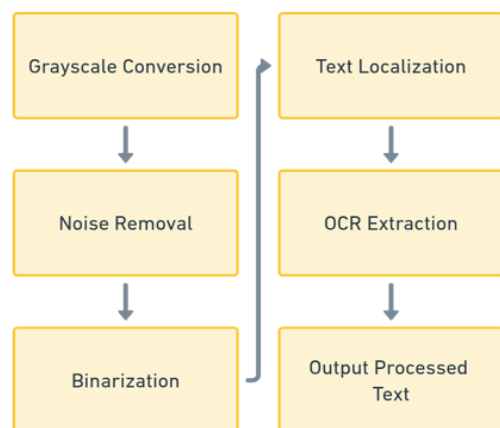 Grayscale Conversion
Noise Removal
Binarization
Text Localization
OCR Extraction
Output Processed
Text